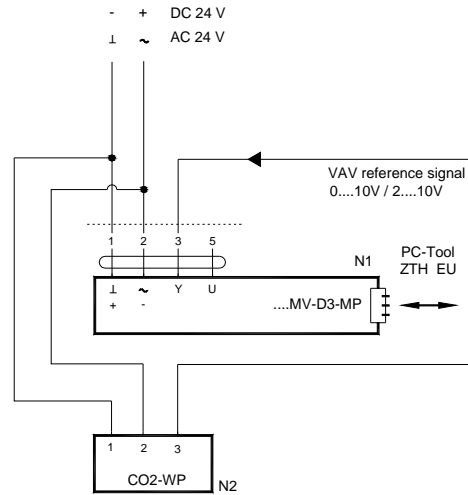 - + DC 24 V
⊥ ~ AC 24 V
VAV reference signal
0....10V / 2....10V
1 2 3 5
N1
PC-Tool
ZTH EU
⊥ ~ Y U
+ -
....MV-D3-MP
1 2 3
CO2-WP
N2